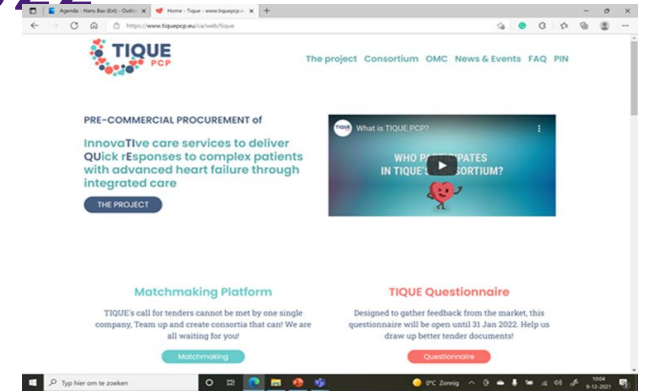 Agenda - Hans Bax (Ext) - Outlo
Home - Tique - www.tiquepcp.e
https://www.tiquepcp.eu/ca/web/tique/
TIQUE
PCP
The project Consortium OMC News & Events FAQ PIN
PRE-COMMERCIAL PROCUREMENT of
InnovaTIve care services to deliver
QUick rEsponses to complex patients
with advanced heart failure through
integrated care
THE PROJECT
TIQUE What is TIQUE PCP?
WHO PARTICIPATES
IN TIQUE'S CONSORTIUM?
Matchmaking Platform
TIQUE's call for tenders cannot be met by one single
company, Team up and create consortia that can! We are
all waiting for you!
Matchmaking
TIQUE Questionnaire
Designed to gather feedback from the market, this
questionnaire will be open until 31 Jan 2022. Help us
draw up better tender documents!
Questionnaire
Typ hier om te zoeken
0°C Zonnig
10:04
9-12-2021